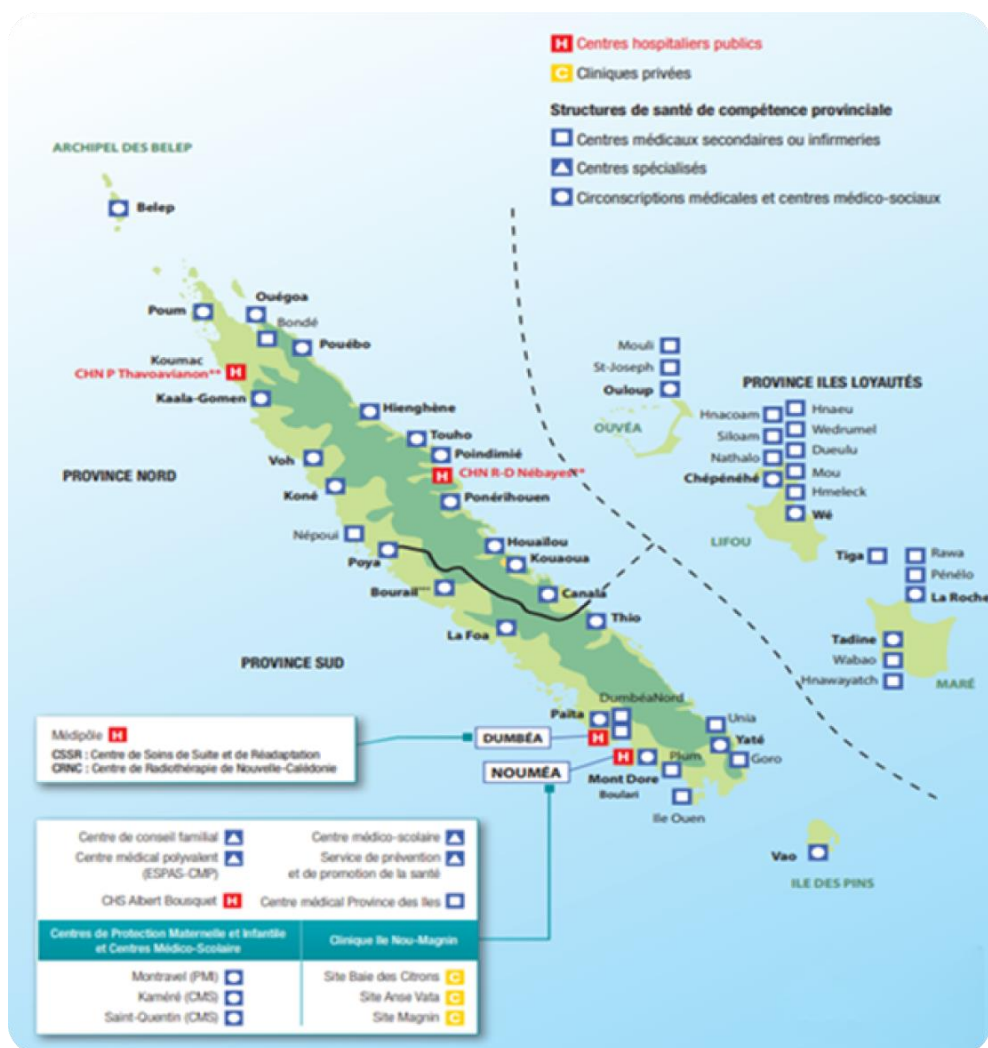 Centres hospitaliers publics
Cliniques privées
Structures de santé de compétence provinciale
Centres médicaux secondaires ou infirmeries
Centres spécialisés
Circonscriptions médicales et centres médico-sociaux
ARCHIPEL DES BELEP
Belep
Ouégoa
Poum
Bondé
Pouébo
Koumac
CHN P Thavoavianon**
Kaala-Gomen
Hienghène
Touho
Poindimié
Voh
CHN R-D Nébayes**
PROVINCE NORD
Koné
Ponérihouen
Népoui
Houaïlou
Poya
Kouaoua
Bourail***
Canala
La Foa
Thio
PROVINCE SUD
Mouli
St-Joseph
Ouloup
OUVÉA
PROVINCE ILES LOYAUTÉS
Hnaeu
Hnacoam
Wedrumel
Siloam
Dueulu
Nathalo
Mou
Chépénéhé
Hmeleck
Wé
LIFOU
Tiga
Rawa
Pénélo
La Roche
Tadine
Wabao
Hnawayatch
MARÉ
DumbéaNord
Païta
Unia
DUMBÉA
Yaté
Plum
Goro
NOUMÉA
Mont Dore
Boulari
Ile Ouen
Vao
ILE DES PINS
Médipôle H
CSSR : Centre de Soins de Suite et de Réadaptation
CRNC : Centre de Radiothérapie de Nouvelle-Calédonie
Centre de conseil familial
Centre médico-scolaire
Centre médical polyvalent
(ESPAS-CMP)
Service de prévention
et de promotion de la santé
CHS Albert Bousquet H
Centre médical Province des Iles
Centres de Protection Maternelle et Infantile
et Centres Médico-Scolaire
Clinique Ile Nou-Magnin
Montravel (PMI)
Site Baie des Citrons C
Kaméré (CMS)
Site Anse Vata C
Saint-Quentin (CMS)
Site Magnin C